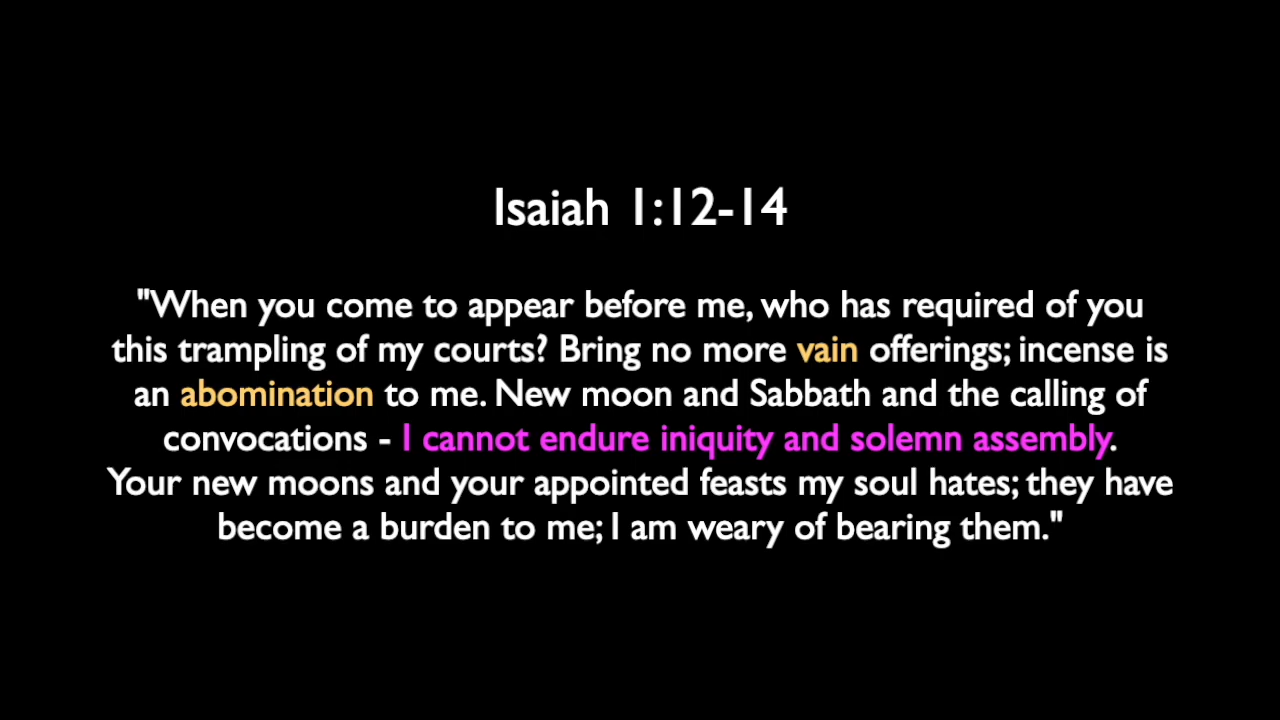 Isaiah 1:12-14
"When you come to appear before me, who has required of you
this trampling of my courts? Bring no more vain offerings; incense is
an abomination to me. New moon and Sabbath and the calling of
convocations - I cannot endure iniquity and solemn assembly.
Your new moons and your appointed feasts my soul hates; they have
become a burden to me; I am weary of bearing them."